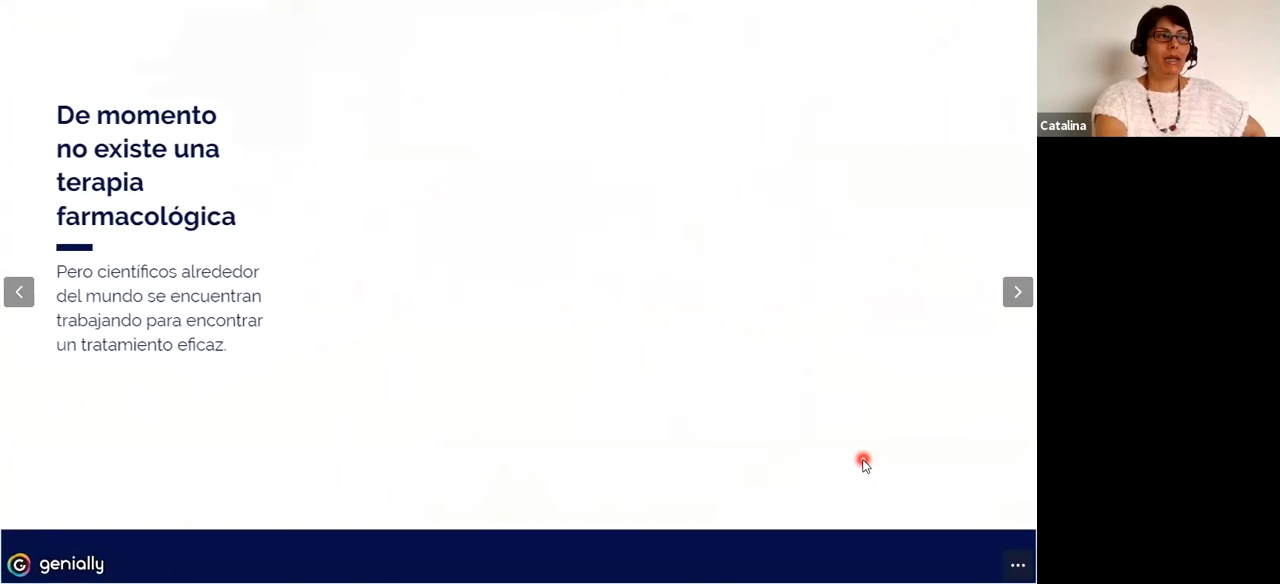 De momento
no existe una
terapia
farmacológica
Pero científicos alrededor
del mundo se encuentran
trabajando para encontrar
un tratamiento eficaz.
genially
Catalina